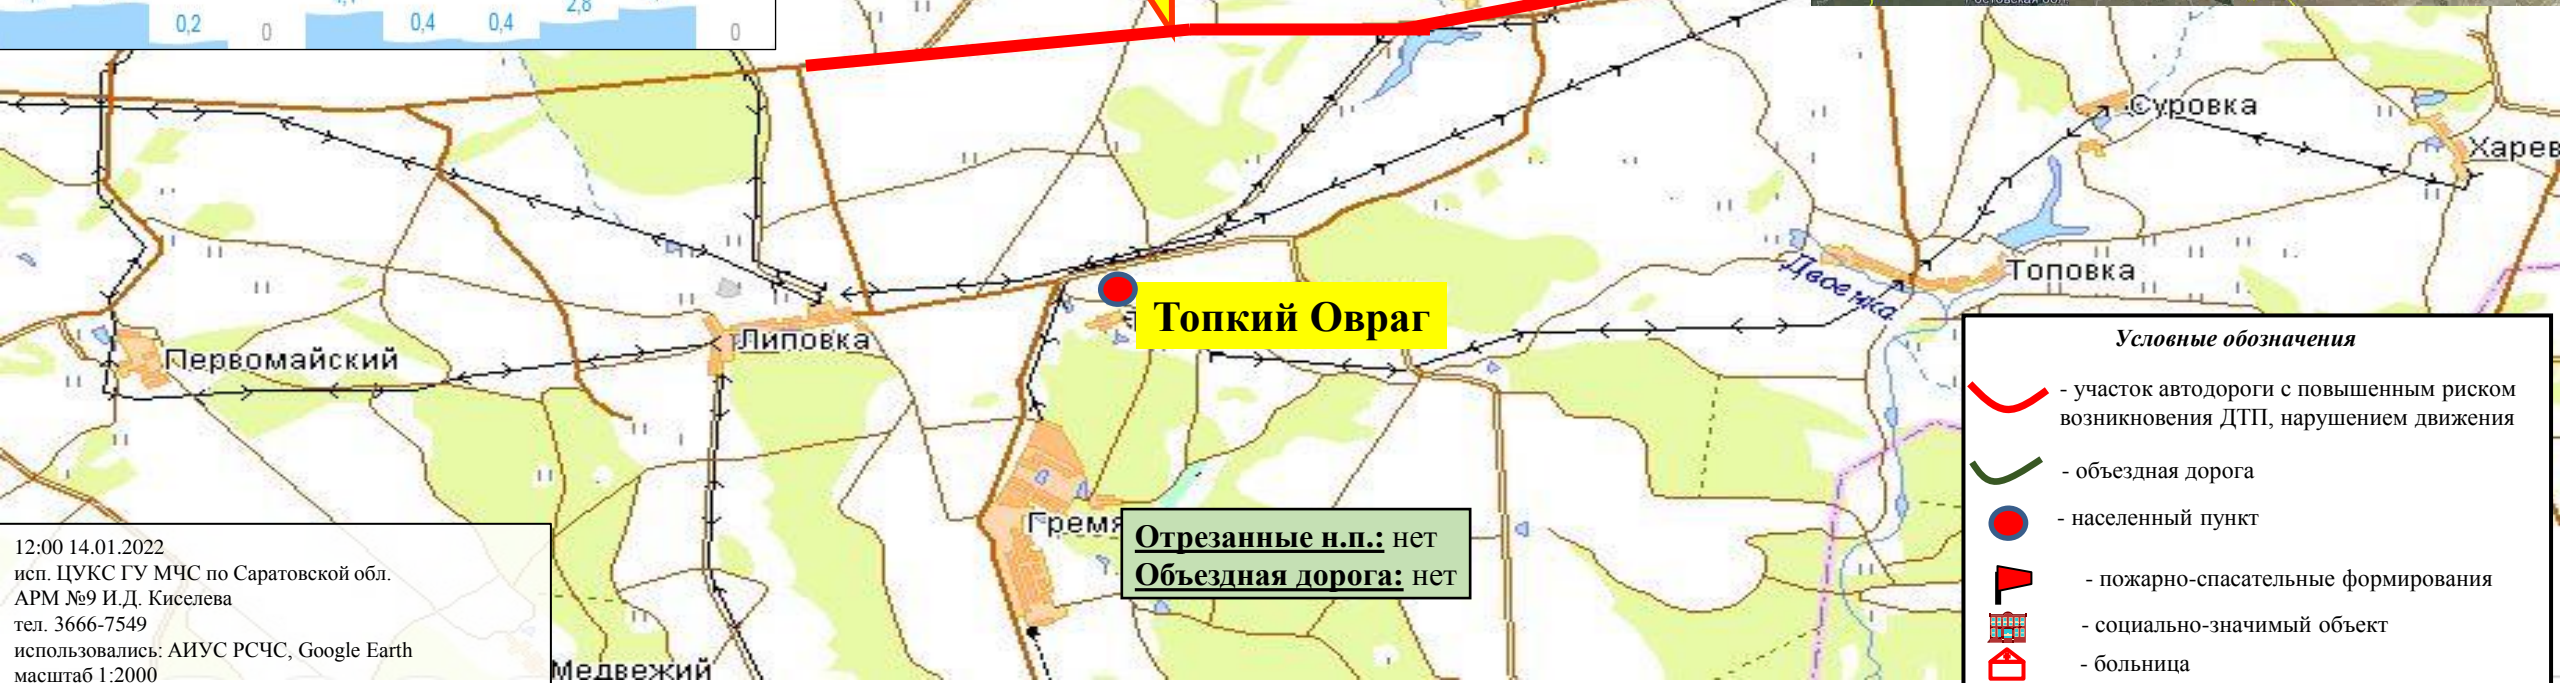 2,8
0,2
0
0,4
0,4
0
Суровка
Топовка
Двоенка
Топкий Овраг
Липовка
Первомайский
Условные обозначения
- участок автодороги с повышенным риском
возникновения ДТП, нарушением движения
- объездная дорога
- населенный пункт
- пожарно-спасательные формирования
- социально-значимый объект
- больница
Отрезанные н.п.: нет
Объездная дорога: нет
12:00 14.01.2022
исп. ЦУКС ГУ МЧС по Саратовской обл.
АРМ №9 И.Д. Киселева
тел. 3666-7549
использовались: АИУС РСЧС, Google Earth
масштаб 1:2000
Медвежий